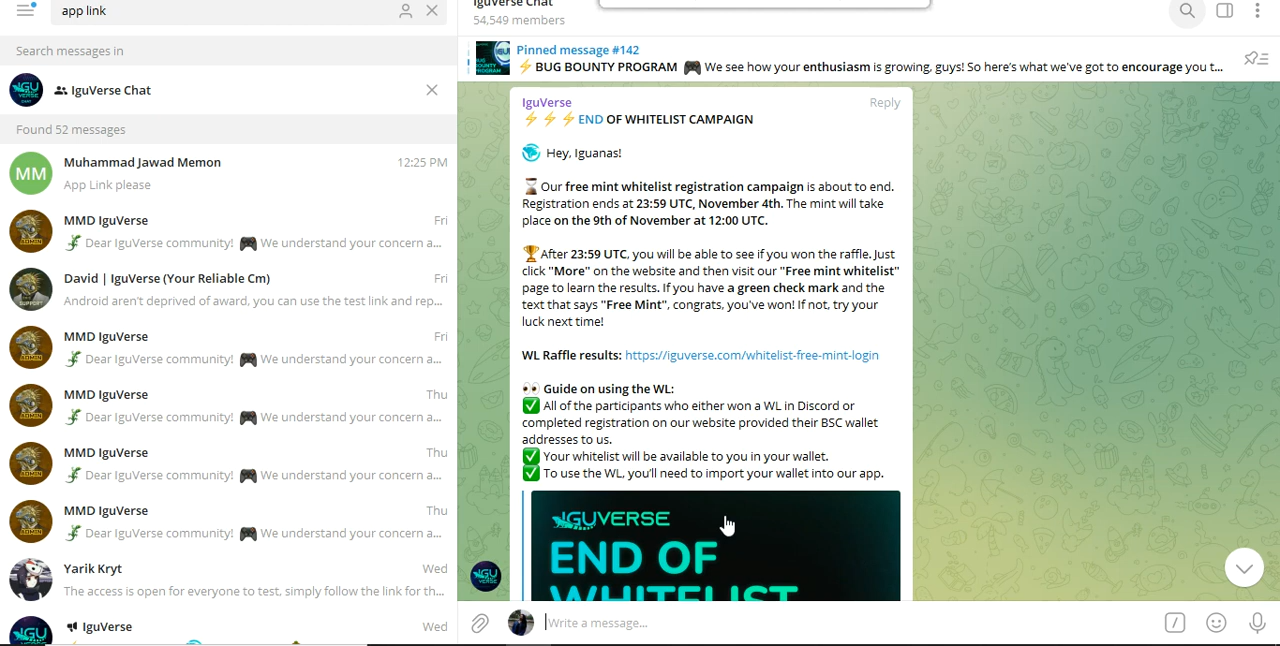 app link
Search messages in
IguVerse Chat
Found 52 messages
MM
Muhammad Jawad Memon 12:25 PM
App Link please
MMD IguVerse Fri
Dear IguVerse community! 🎮 We understand your concern a...
David | IguVerse (Your Reliable Cm) Fri
Android aren't deprived of award, you can use the test link and rep...
MMD IguVerse Fri
Dear IguVerse community! 🎮 We understand your concern a...
MMD IguVerse Thu
Dear IguVerse community! 🎮 We understand your concern a...
MMD IguVerse Thu
Dear IguVerse community! 🎮 We understand your concern a...
MMD IguVerse Thu
Dear IguVerse community! 🎮 We understand your concern a...
Yarik Kryt Wed
The access is open for everyone to test, simply follow the link for th...
IguVerse Wed
IguVerse Chat
54,549 members
Pinned message #142
⚡BUG BOUNTY PROGRAM 🎮 We see how your enthusiasm is growing, guys! So here's what we've got to encourage you t...
IguVerse Reply
⚡⚡⚡END OF WHITELIST CAMPAIGN
Hey, Iguanas!
⏳Our free mint whitelist registration campaign is about to end.
Registration ends at 23:59 UTC, November 4th. The mint will take
place on the 9th of November at 12:00 UTC.
🏆After 23:59 UTC, you will be able to see if you won the raffle. Just
click "More" on the website and then visit our "Free mint whitelist"
page to learn the results. If you have a green check mark and the
text that says "Free Mint", congrats, you've won! If not, try your
luck next time!
WL Raffle results: https://iguverse.com/whitelist-free-mint-login
👀 Guide on using the WL:
✅ All of the participants who either won a WL in Discord or
completed registration on our website provided their BSC wallet
addresses to us.
✅ Your whitelist will be available to you in your wallet.
✅ To use the WL, you'll need to import your wallet into our app.
IGUVERSE
END OF
WHITELIST
Write a message...